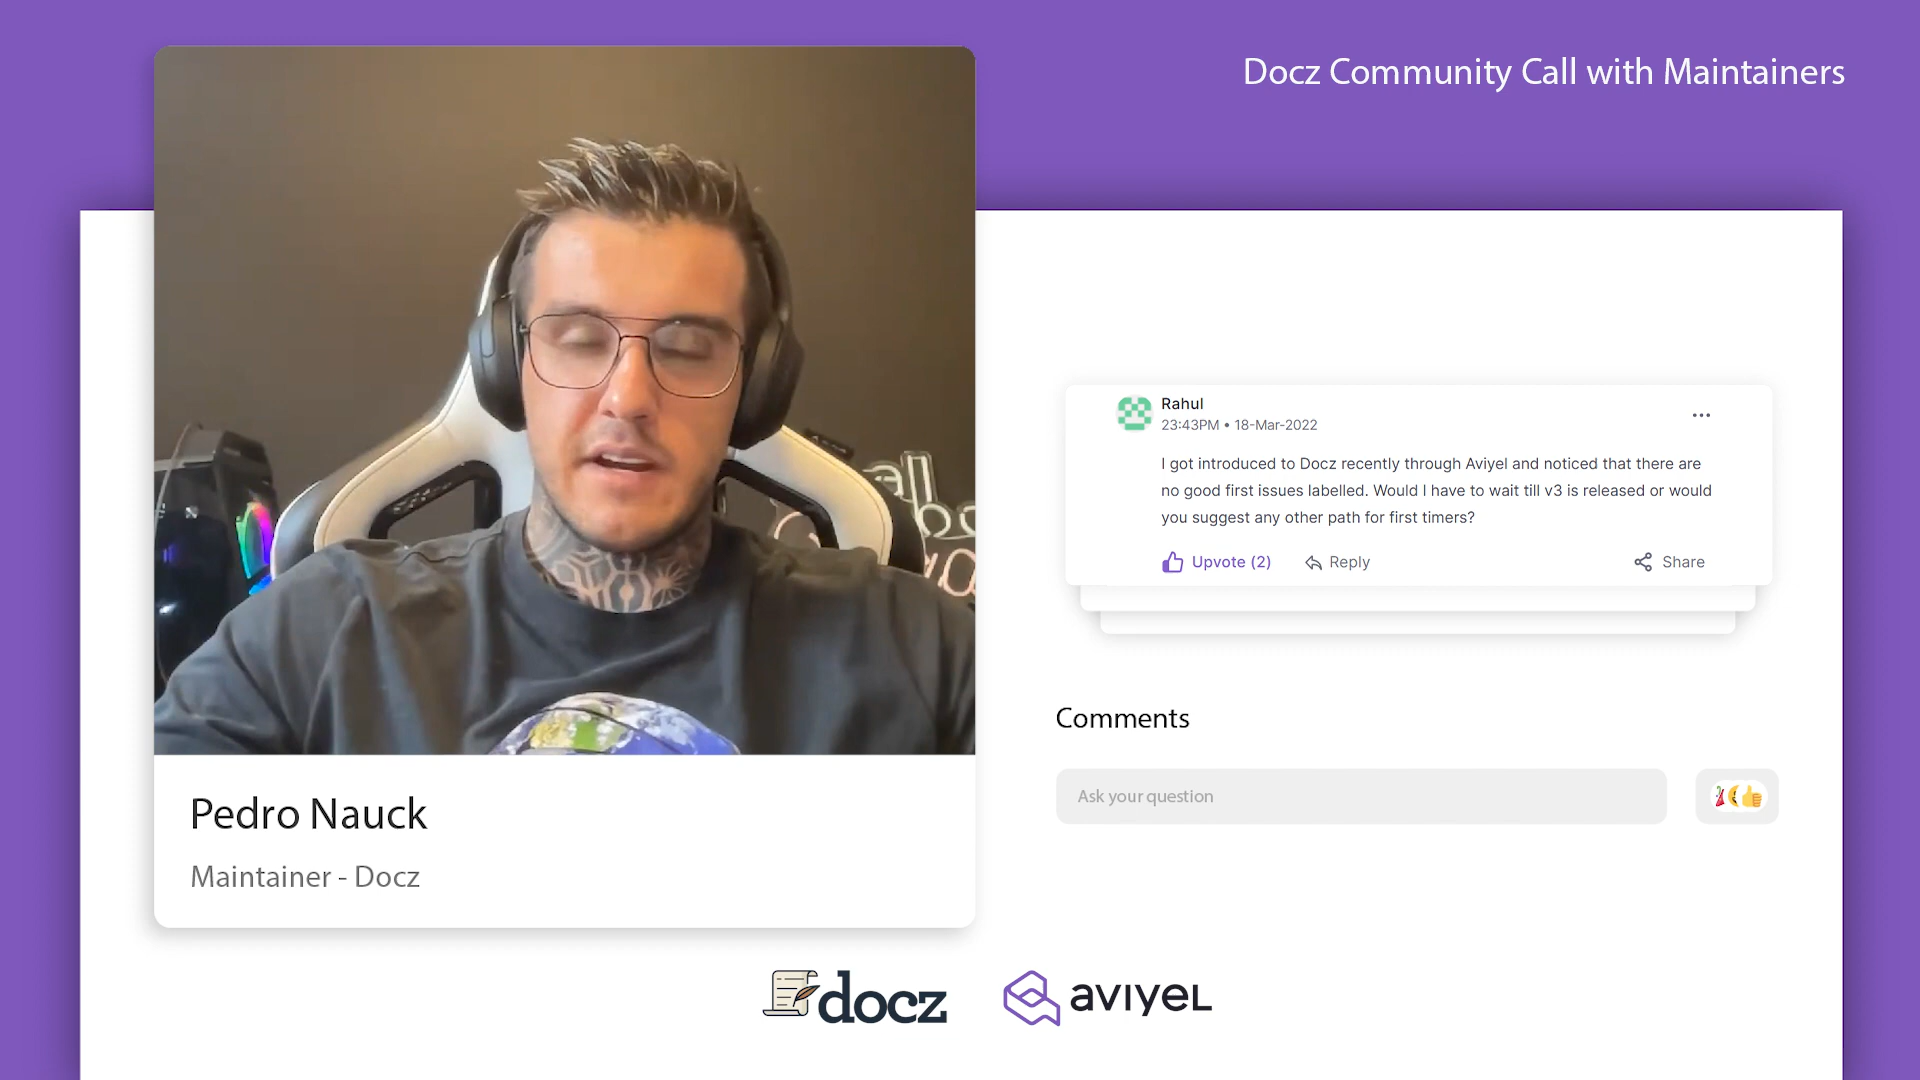 Docz Community Call with Maintainers
Rahul
23:43PM • 18-Mar-2022
I got introduced to Docz recently through Aviyel and noticed that there are
no good first issues labelled. Would I have to wait till v3 is released or would
you suggest any other path for first timers?
Upvote (2) Reply Share
Comments
Ask your question
Pedro Nauck
Maintainer - Docz
docz
aviyel